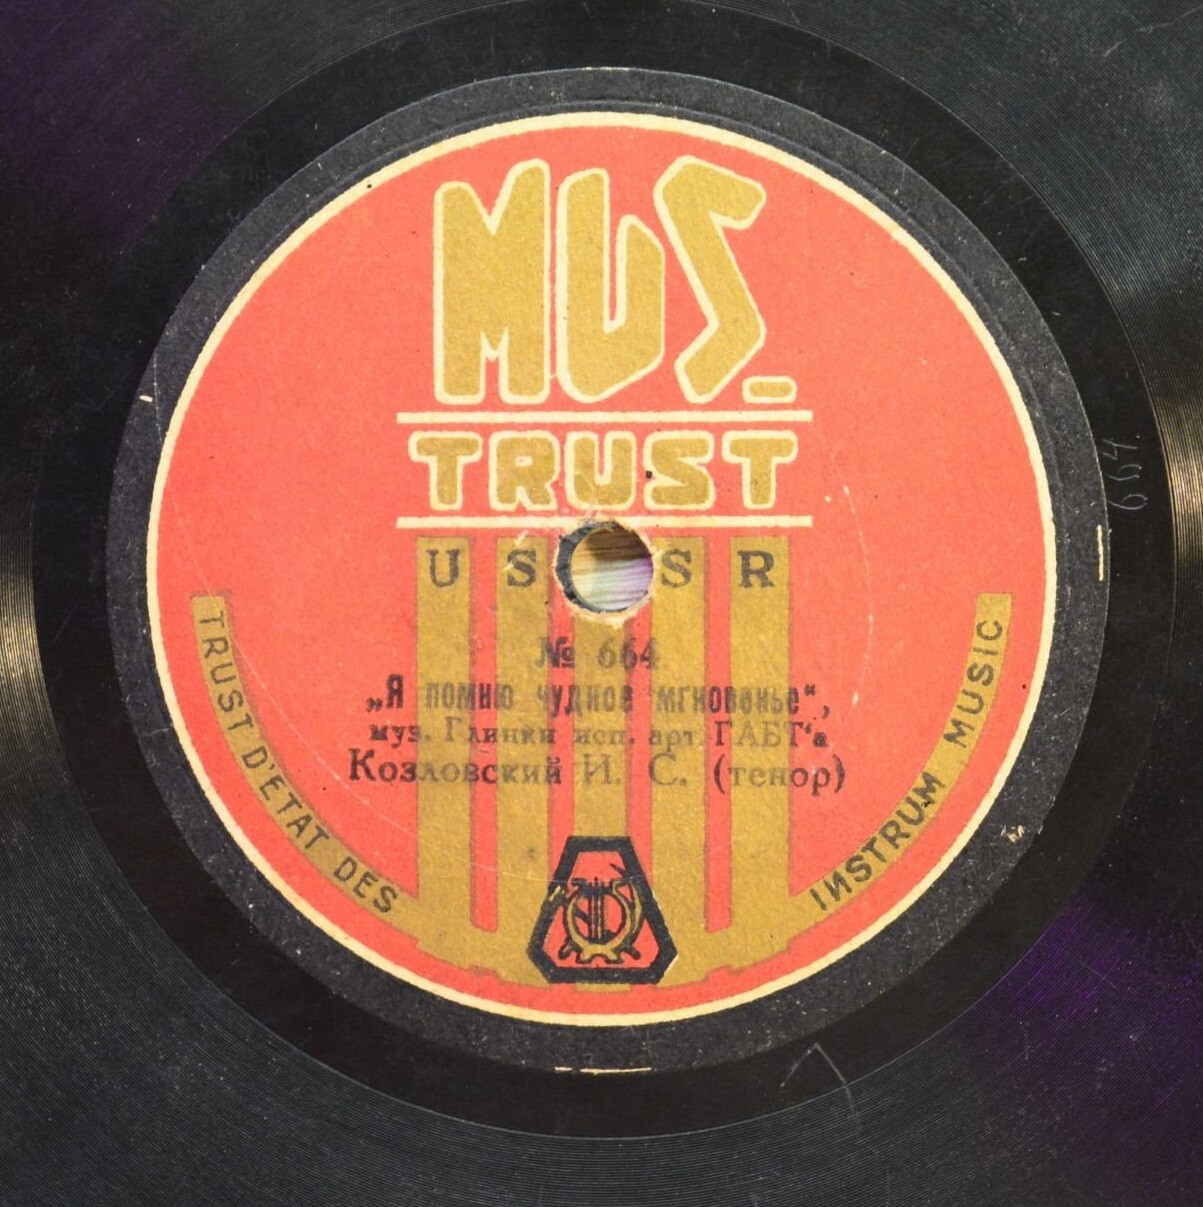 MUS.
TRUST
U S S R
№ 664
„Я помню чудное мгновенье“,
муз. Глинки исп. арт. ГАБТ‘а
Козловский И. С. (тенор)
TRUST D'ETAT DES
INSTRUM MUSIC
664